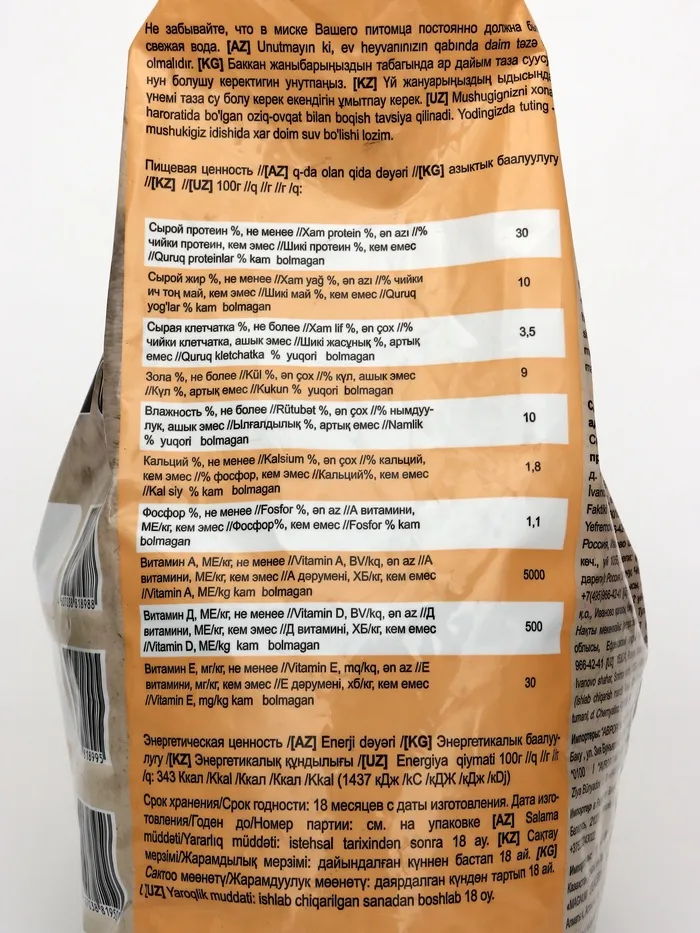 Не забывайте, что в миске Вашего питомца постоянно должна
свежая вода. [AZ] Unutmayın ki, ev heyvanınızın qabında daim təzə
olmalıdır. [KG] Баккан жаныбарыңыздын табагында ар дайым таза
нун болушу керектигин унутпаңыз. [KZ] Үй жануарыңыздың ыдысында
үнемі таза су болу керек екендігін ұмытпау керек. [UZ] Mushugignizni xona
haroratida bo'lgan oziq-ovqat bilan boqish tavsiya qilinadi. Yodingizda tuting
mushukigiz idishida xar doim suv bo'lishi lozim.
Пищевая ценность //[AZ] q-da olan qida dəyəri //[KG] азыктык баалуулугу
//[KZ] //[UZ] 100г //q //г //г /q:
Сырой протеин %, не менее //Xam protein %, ən azı //%
чийки протеин, кем эмес //Шикі протеин %, кем емес
//Quruq proteinlar % kam bolmagan
30
Сырой жир %, не менее //Xam yağ %, ən azı //% чийки
ич тоң май, кем эмес //Шикі май %, кем емес //Quruq
yog'lar % kam bolmagan
10
Сырая клетчатка %, не более //Xam lif %, ən çox //%
чийки клетчатка, ашык эмес //Шикі жасұнық %, артық
емес //Quruq kletchatka % yuqori bolmagan
3,5
Зола %, не более //Kül %, ən çox //% күл, ашык эмес
//Күл %, артық емес //Kukun % yuqori bolmagan
9
Влажность %, не более //Rütubət %, ən çox //% нымдуу-
лук, ашык эмес //Ылғалдылық %, артық емес //Namlik
% yuqori bolmagan
10
Кальций %, не менее //Kalsium %, ən çox //% кальций,
кем эмес //% фосфор, кем эмес //Кальций%, кем емес
//Kal siy % kam bolmagan
1,8
Фосфор %, не менее //Fosfor %, ən az //А витамини,
МЕ/кг, кем эмес //Фосфор%, кем емес //Fosfor % kam
bolmagan
1,1
Витамин А, МЕ/кг, не менее //Vitamin A, BV/kq, ən az //А
витамини, МЕ/кг, кем эмес //А дәрумені, ХБ/кг, кем емес
//Vitamin A, ME/kg kam bolmagan
5000
Витамин Д, МЕ/кг, не менее //Vitamin D, BV/kq, ən az //Д
витамини, МЕ/кг, кем эмес //Д витамині, ХБ/кг, кем емес
//Vitamin D, ME/kg kam bolmagan
500
Витамин Е, мг/кг, не менее //Vitamin E, mq/kq, ən az //Е
витамини, мг/кг, кем эмес //Е дәрумені, хб/кг, кем емес
//Vitamin E, mg/kg kam bolmagan
30
Энергетическая ценность /[AZ] Enerji dəyəri /[KG] Энергетикалык баалуу-
лугу /[KZ] Энергетикалық құндылығы /[UZ] Energiya qiymati 100г //q //г //г
/q: 343 Ккал /Kkal /Ккал /Ккал /Kkal (1437 кДж /kC /кДЖ /кДж /кDj)
Срок хранения/Срок годности: 18 месяцев с даты изготовления. Дата изго-
товления/Годен до/Номер партии: см. на упаковке [AZ] Salama
müddəti/Yararlıq müddəti: istehsal tarixindən sonra 18 ay. [KZ] Сақтау
мерзімі/Жарамдылық мерзімі: дайындалған күннен бастап 18 ай. [KG]
Сактоо мөөнөтү/Жарамдуулук мөөнөтү: даярдалган күндөн тартып 18 ай.
[UZ] Yaroqlik muddati: ishlab chiqarilgan sanadan boshlab 18 oy.